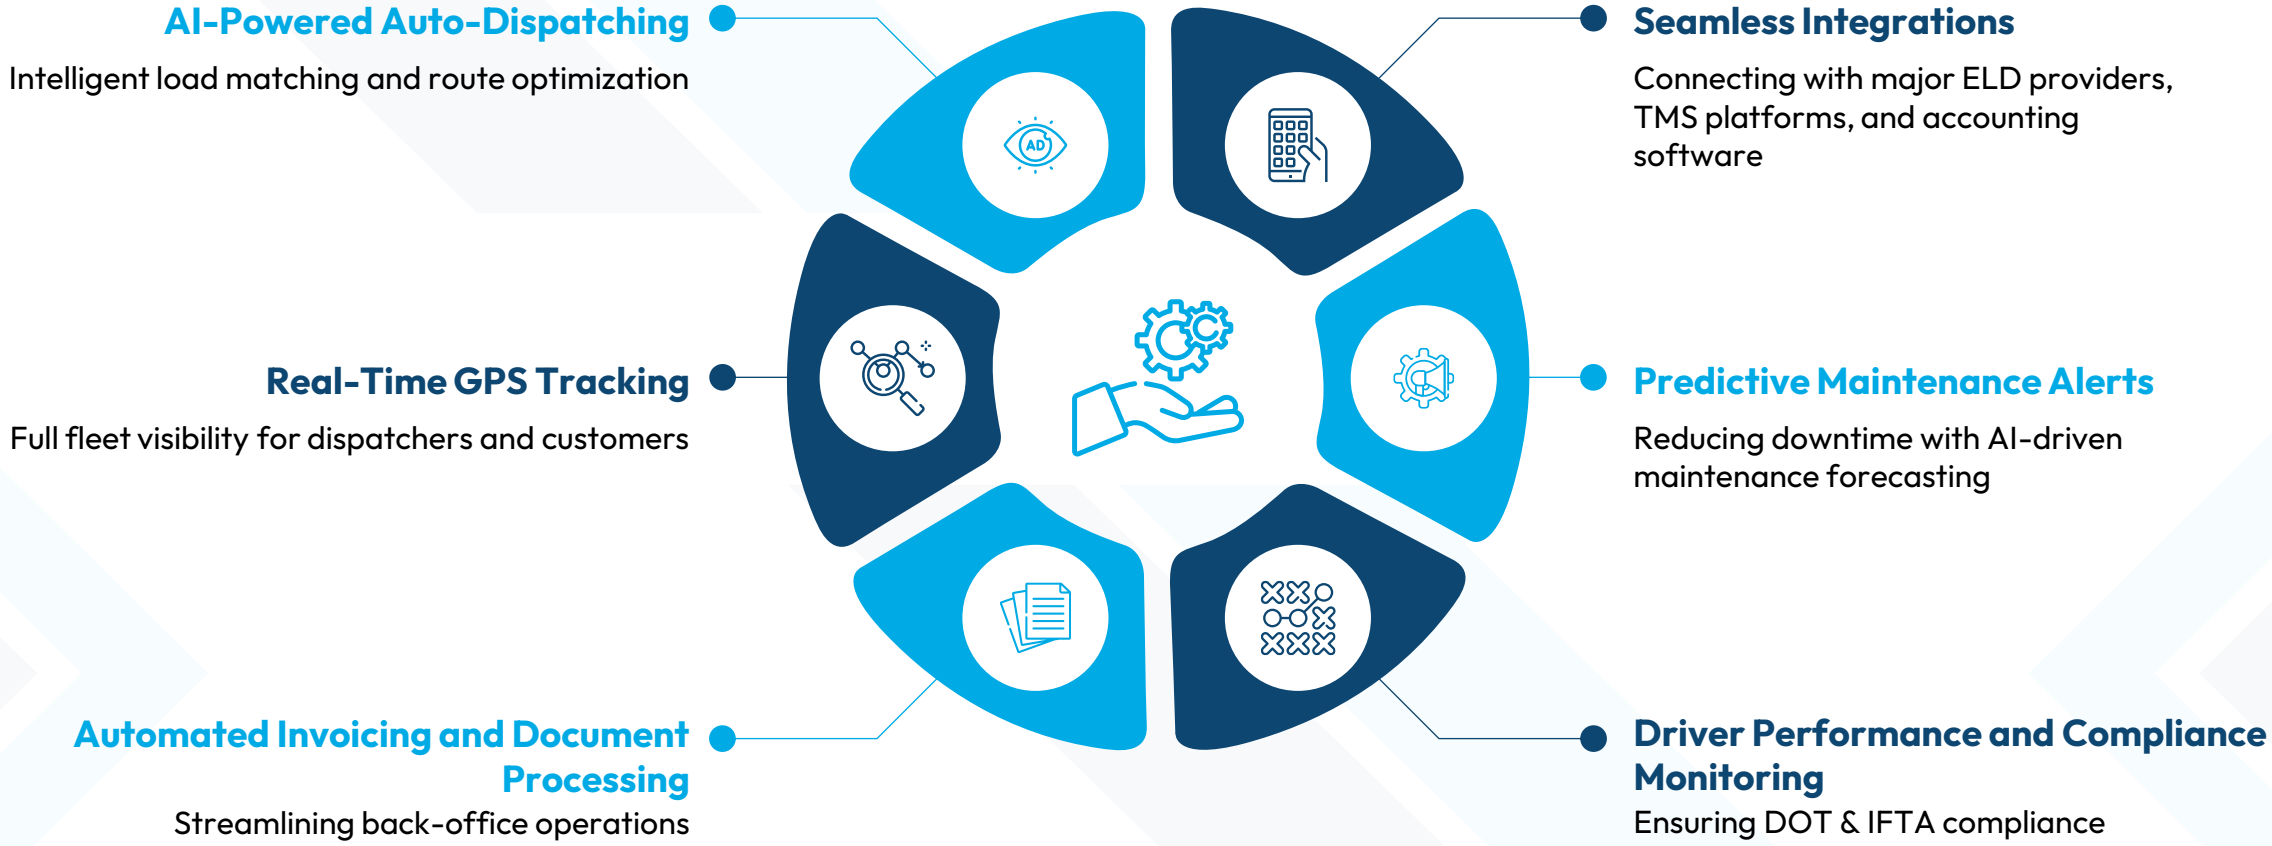 AI-Powered Auto-Dispatching
Intelligent load matching and route optimization
Real-Time GPS Tracking
Full fleet visibility for dispatchers and customers
Automated Invoicing and Document
Processing
Streamlining back-office operations
AD
Seamless Integrations
Connecting with major ELD providers,
TMS platforms, and accounting
software
Predictive Maintenance Alerts
Reducing downtime with AI-driven
maintenance forecasting
Driver Performance and Compliance
Monitoring
Ensuring DOT & IFTA compliance